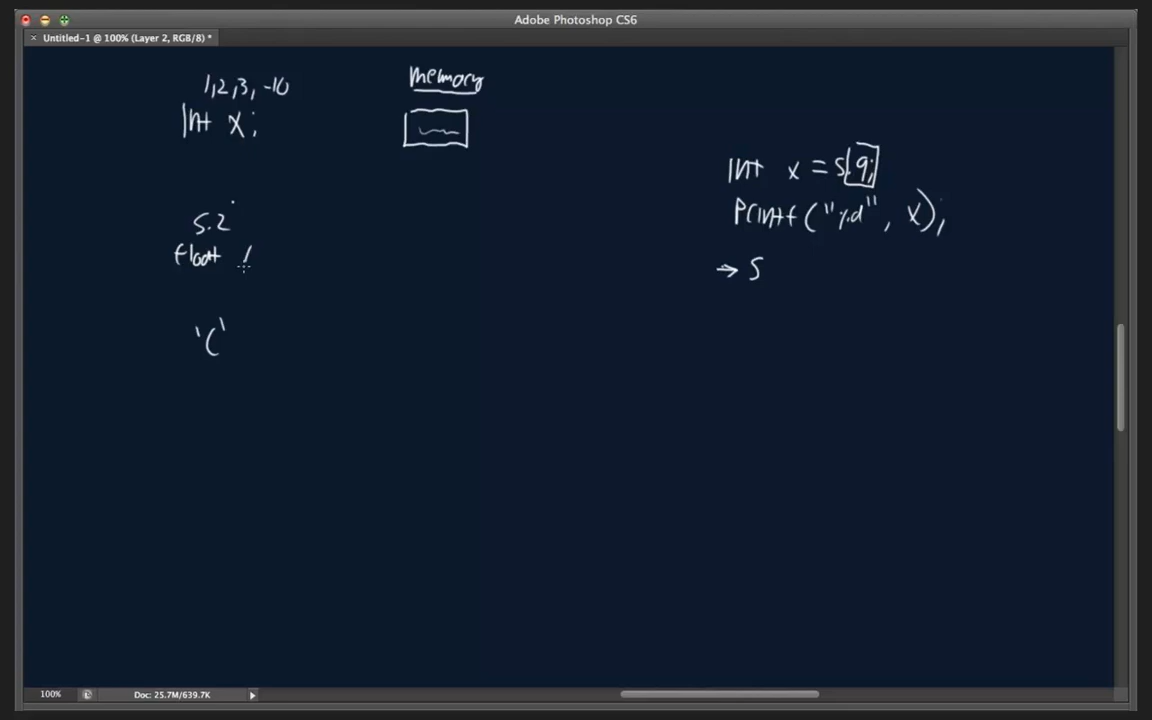 Adobe Photoshop CS6
Untitled-1 @ 100% (Layer 2, RGB/8) *
1,2,3, -10
Int x;
memory
5.2
float
'C'
Int x = 5.9;
Printf("%d", x);
→ 5
100%
Doc: 25.7M/639.7K